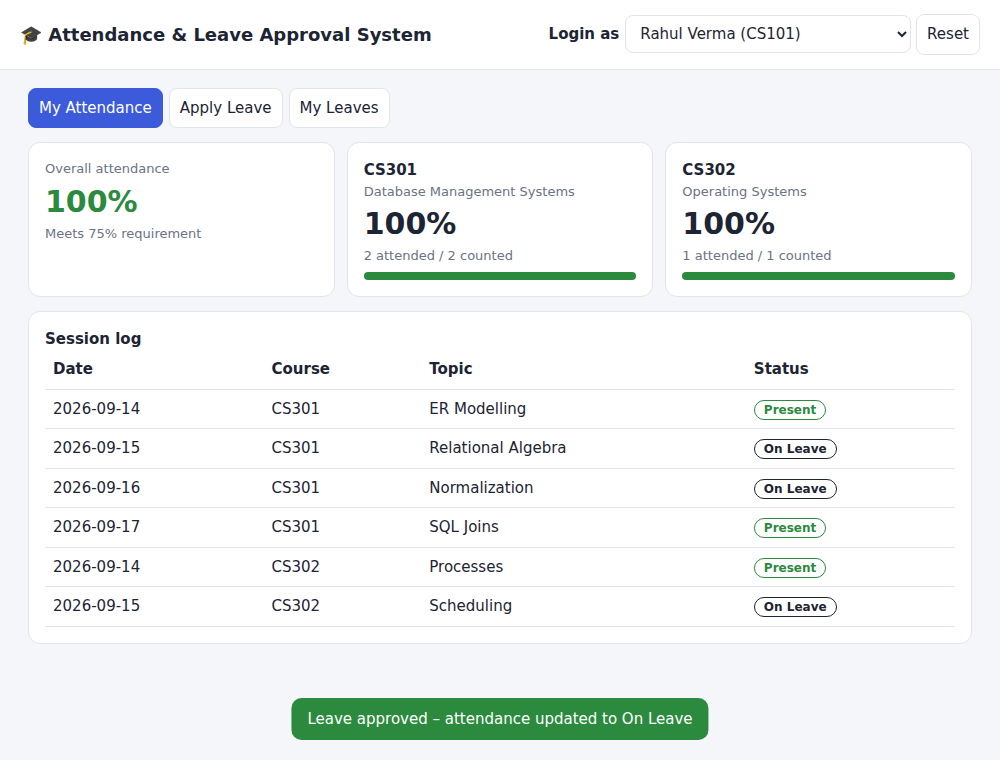 🎓 Attendance & Leave Approval System
Login as Rahul Verma (CS101) Reset
My Attendance Apply Leave My Leaves
Overall attendance
100%
Meets 75% requirement
CS301
Database Management Systems
100%
2 attended / 2 counted
CS302
Operating Systems
100%
1 attended / 1 counted
Session log
Date Course Topic Status
2026-09-14 CS301 ER Modelling Present
2026-09-15 CS301 Relational Algebra On Leave
2026-09-16 CS301 Normalization On Leave
2026-09-17 CS301 SQL Joins Present
2026-09-14 CS302 Processes Present
2026-09-15 CS302 Scheduling On Leave
Leave approved – attendance updated to On Leave